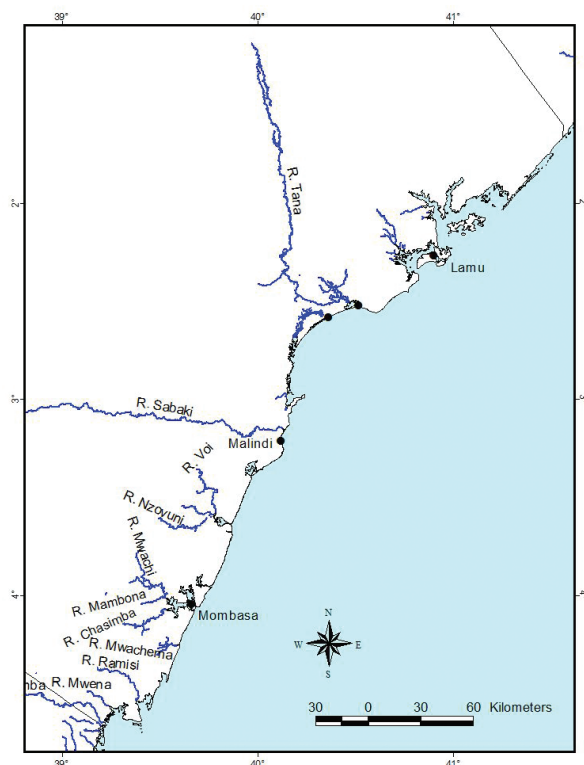 39° 40° 41°
R. Tana
2°
Lamu
3°
R. Sabaki
Malindi
R. Voi
R. Nzovuni
R. Mwachi
4°
R. Mambona
Mombasa
R. Chasimba
R. Mwachema
R. Ramisi
R. Mwena
N
W E
S
30 0 30 60 Kilometers
39° 40° 41°